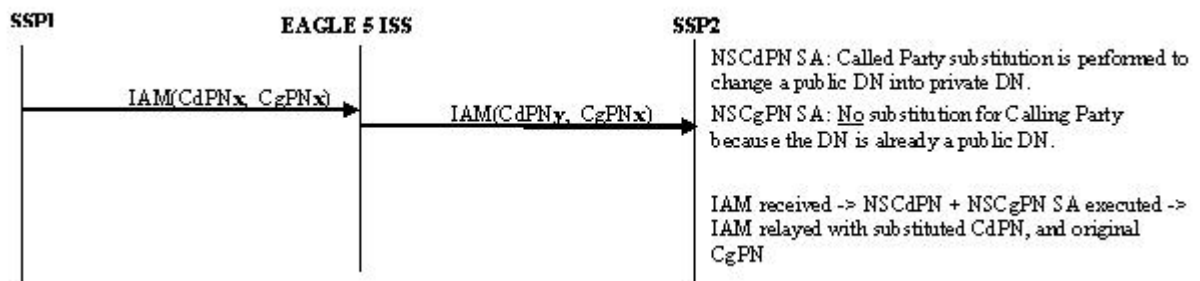 SSP1
EAGLE 5 ISS
SSP2
IAM(CdPNx, CgPNx)
IAM(CdPNy, CgPNx)
NSCdPN SA: Called Party substitution is performed to
change a public DN into private DN.
NSCgPN SA: No substitution for Calling Party
because the DN is already a public DN.
IAM received -> NSCdPN + NSCgPN SA executed ->
IAM relayed with substituted CdPN, and original
CgPN